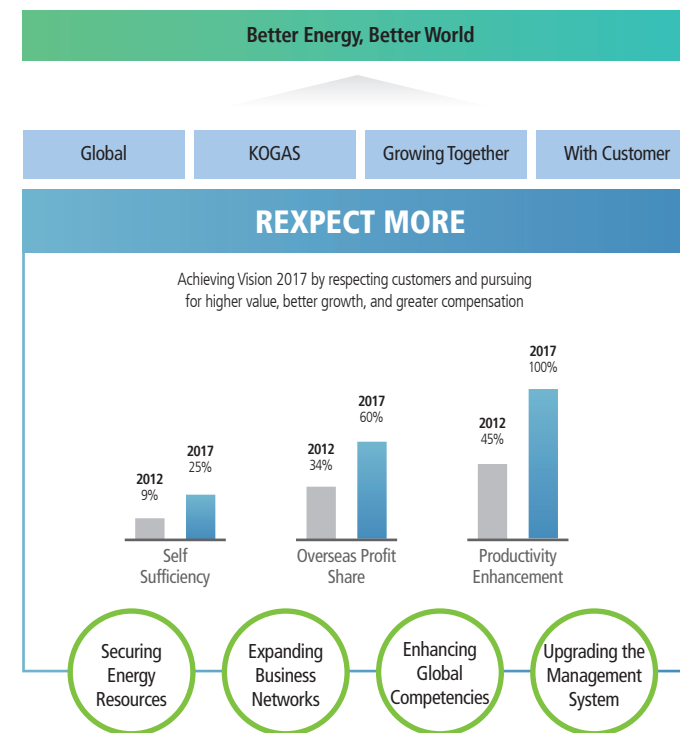 Better Energy, Better World
Global
KOGAS
Growing Together
With Customer
REXPECT MORE
Achieving Vision 2017 by respecting customers and pursuing
for higher value, better growth, and greater compensation
2012
9%
2017
25%
Self
Sufficiency
2012
34%
2017
60%
Overseas Profit
Share
2012
45%
2017
100%
Productivity
Enhancement
Securing
Energy
Resources
Expanding
Business
Networks
Enhancing
Global
Competencies
Upgrading the
Management
System